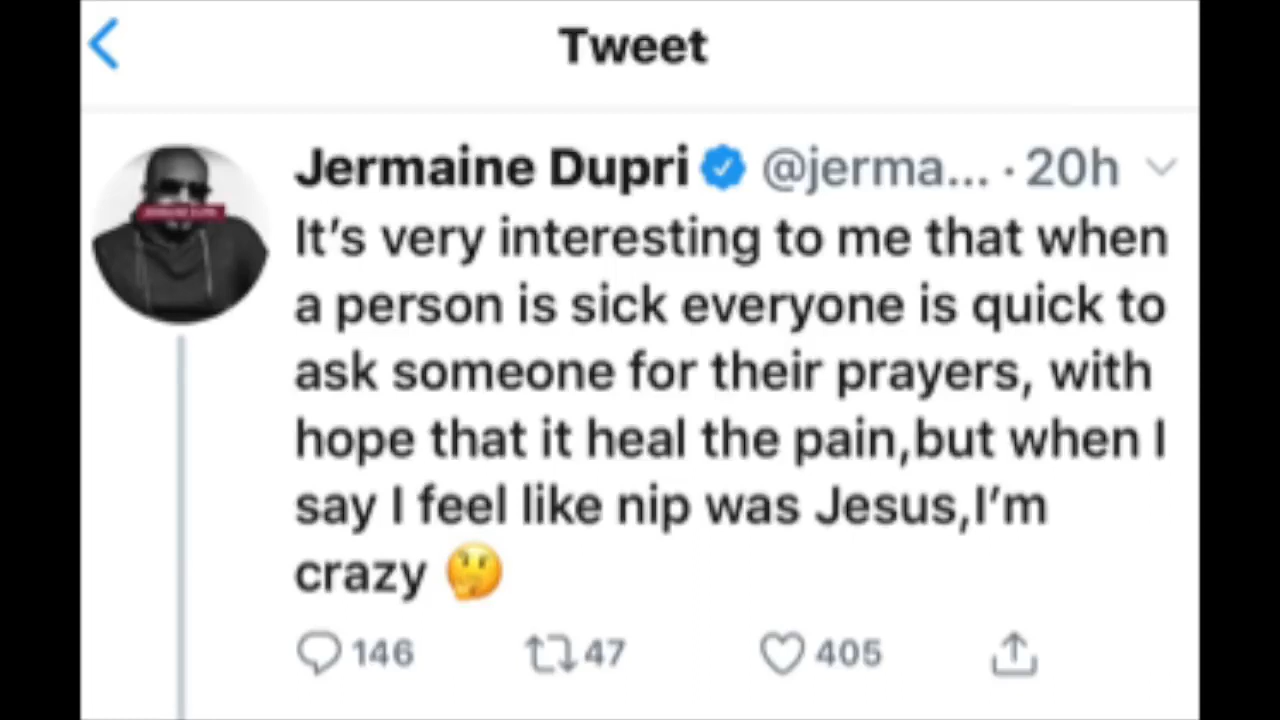 Tweet
Jermaine Dupri @jerma... · 20h
It’s very interesting to me that when
a person is sick everyone is quick to
ask someone for their prayers, with
hope that it heal the pain,but when I
say I feel like nip was Jesus,I’m
crazy 🤔
146 47 405